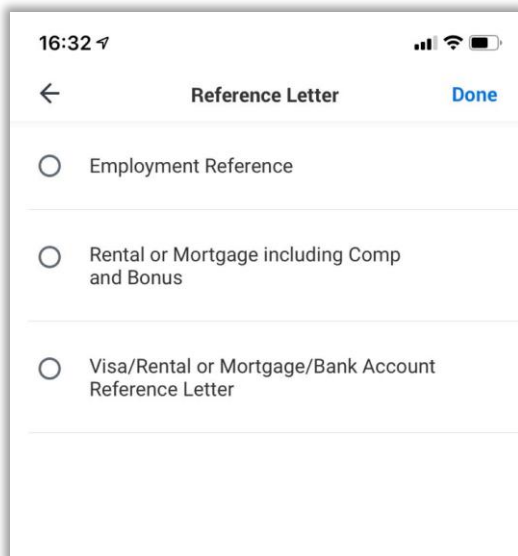 16:32
Reference Letter
Done
Employment Reference
Rental or Mortgage including Comp
and Bonus
Visa/Rental or Mortgage/Bank Account
Reference Letter